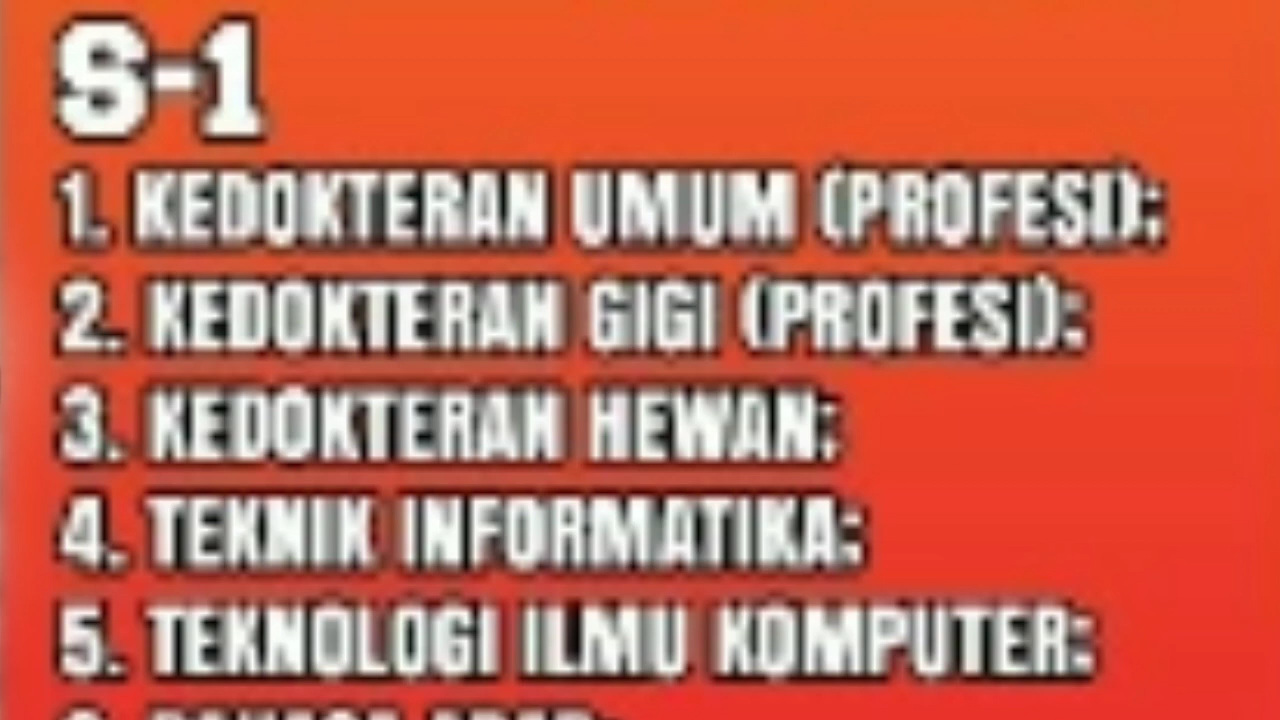 S-1
1. KEDOKTERAN UMUM (PROFESI);
2. KEDOKTERAN GIGI (PROFESI);
3. KEDOKTERAN HEWAN;
4. TEKNIK INFORMATIKA;
5. TEKNOLOGI ILMU KOMPUTER;